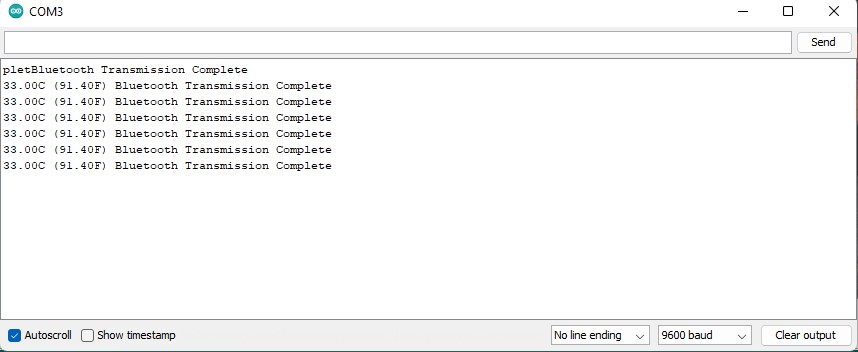 COM3
Send
pletBluetooth Transmission Complete
33.00C (91.40F) Bluetooth Transmission Complete
33.00C (91.40F) Bluetooth Transmission Complete
33.00C (91.40F) Bluetooth Transmission Complete
33.00C (91.40F) Bluetooth Transmission Complete
33.00C (91.40F) Bluetooth Transmission Complete
33.00C (91.40F) Bluetooth Transmission Complete
Autoscroll Show timestamp No line ending 9600 baud Clear output